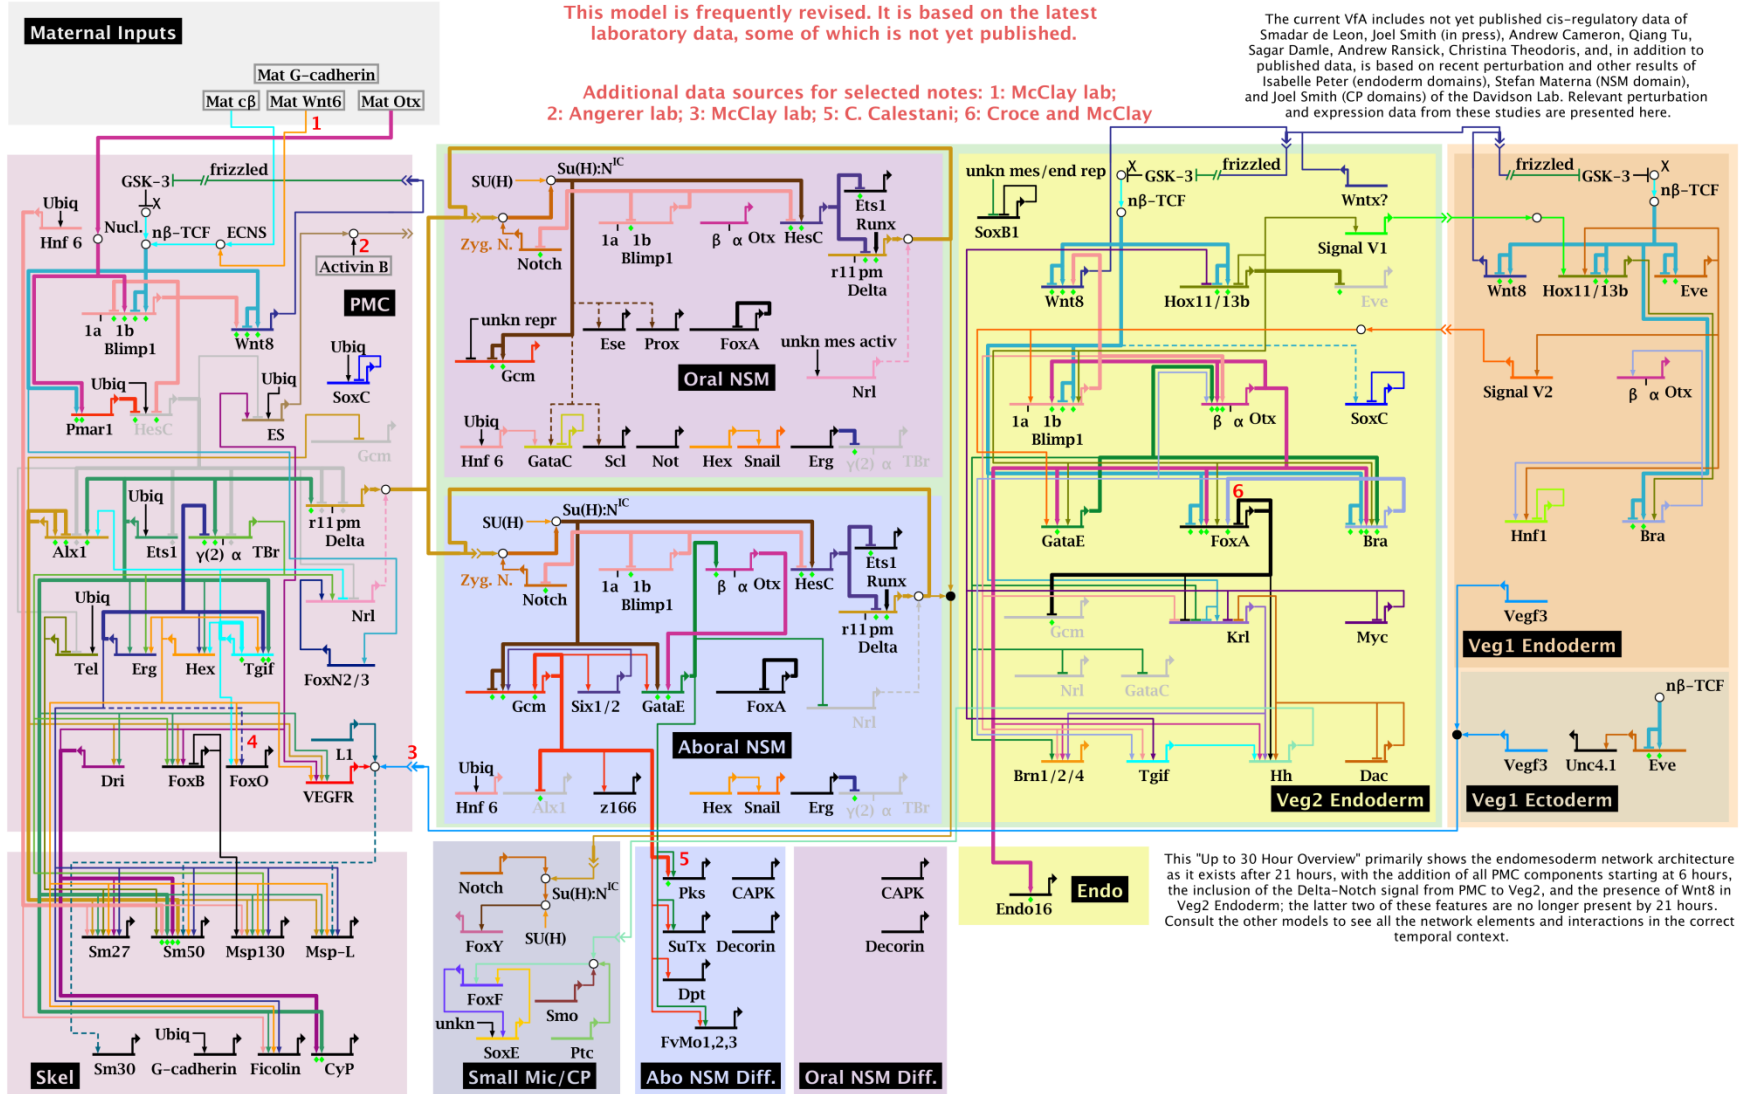 This model is frequently revised. It is based on the latest
laboratory data, some of which is not yet published.
Additional data sources for selected notes: 1: McClay lab;
2: Angerer lab; 3: McClay lab; 5: C. Calestani; 6: Croce and McClay
The current VfA includes not yet published cis-regulatory data of
Smadar de Leon, Joel Smith (in press), Andrew Cameron, Qiang Tu,
Sagar Damle, Andrew Ransick, Christina Theodoris, and, in addition to
published data, is based on recent perturbation and other results of
Isabelle Peter (endoderm domains), Stefan Materna (NSM domain),
and Joel Smith (CP domains) of the Davidson Lab. Relevant perturbation
and expression data from these studies are presented here.
Maternal Inputs
Mat G-cadherin
Mat cβ Mat Wnt6 Mat Otx
1
frizzled
GSK-3
X
Ubiq
Hnf 6
Nucl. nβ-TCF ECNS
2
Activin B
PMC
1a 1b
Blimp1
Wnt8
Ubiq
SoxC
Ubiq
Ubiq
Pmar1 HesC ES
Gcm
Ubiq
r11 pm
Delta
Alx1 Ets1 γ(2) α TBr
Ubiq
Nrl
Tel Erg Hex Tgif
FoxN2/3
4
L1
3
Dri FoxB FoxO
VEGFR
Sm27 Sm50 Msp130 Msp-L
Ubiq
Sm30 G-cadherin Ficolin CyP
Skel
SU(H) Su(H):N IC
Ets1
Runx
Zyg. N.
Notch
1a 1b
Blimp1
β α Otx HesC
r11 pm
Delta
unkn repr
Ese Prox FoxA
unkn mes activ
Gcm
Oral NSM
Nrl
Ubiq
Hnf 6 GataC Scl Not Hex Snail Erg γ(2) α TBr
SU(H) Su(H):N IC
Ets1
Runx
Zyg. N.
Notch
1a 1b
Blimp1
β α Otx HesC
r11 pm
Delta
Gcm Six1/2 GataE FoxA
Nrl
Aboral NSM
Ubiq
Hnf 6 Alx1 z166 Hex Snail Erg γ(2) α TBr
unkn mes/end rep
SoxB1
X
GSK-3 frizzled
nβ-TCF
Wntx?
Signal V1
Wnt8 Hox11/13b Eve
1a 1b
Blimp1
β α Otx
SoxC
6
GataE FoxA Bra
Gcm Krl Myc
Nrl GataC
Brn1/2/4 Tgif Hh Dac
Veg2 Endoderm
frizzled
GSK-3 X
nβ-TCF
Wnt8 Hox11/13b Eve
Signal V2 β α Otx
Hnf1 Bra
Vegf3
Veg1 Endoderm
nβ-TCF
Vegf3 Unc4.1 Eve
Veg1 Ectoderm
Notch
Su(H):N IC
FoxY SU(H)
FoxF
Smo
unkn
SoxE Ptc
Small Mic/CP
5
Pks CAPK
SuTx Decorin
Dpt
FvMo1,2,3
Abo NSM Diff.
CAPK
Decorin
Oral NSM Diff.
Endo16
Endo
This "Up to 30 Hour Overview" primarily shows the endomesoderm network architecture
as it exists after 21 hours, with the addition of all PMC components starting at 6 hours,
the inclusion of the Delta-Notch signal from PMC to Veg2, and the presence of Wnt8 in
Veg2 Endoderm; the latter two of these features are no longer present by 21 hours.
Consult the other models to see all the network elements and interactions in the correct
temporal context.